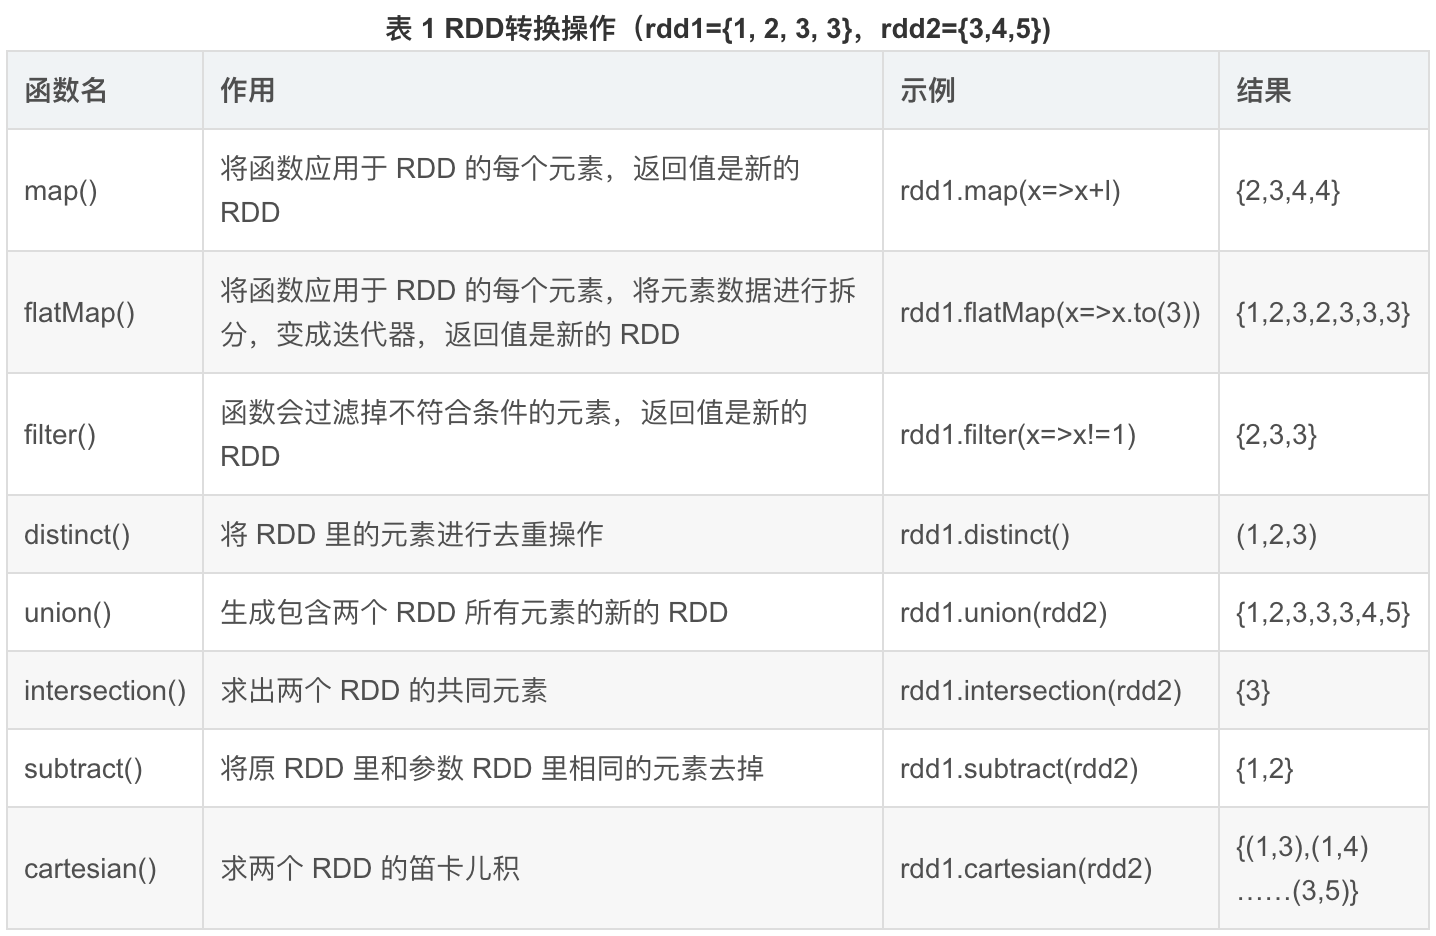 表 1 RDD转换操作（rdd1={1, 2, 3, 3}，rdd2={3,4,5})
函数名 作用 示例 结果
map() 将函数应用于 RDD 的每个元素，返回值是新的
RDD rdd1.map(x=>x+l) {2,3,4,4}
flatMap() 将函数应用于 RDD 的每个元素，将元素数据进行拆
分，变成迭代器，返回值是新的 RDD rdd1.flatMap(x=>x.to(3)) {1,2,3,2,3,3,3}
filter() 函数会过滤掉不符合条件的元素，返回值是新的
RDD rdd1.filter(x=>x!=1) {2,3,3}
distinct() 将 RDD 里的元素进行去重操作 rdd1.distinct() (1,2,3)
union() 生成包含两个 RDD 所有元素的新的 RDD rdd1.union(rdd2) {1,2,3,3,3,4,5}
intersection() 求出两个 RDD 的共同元素 rdd1.intersection(rdd2) {3}
subtract() 将原 RDD 里和参数 RDD 里相同的元素去掉 rdd1.subtract(rdd2) {1,2}
cartesian() 求两个 RDD 的笛卡儿积 rdd1.cartesian(rdd2) {(1,3),(1,4)
……(3,5)}